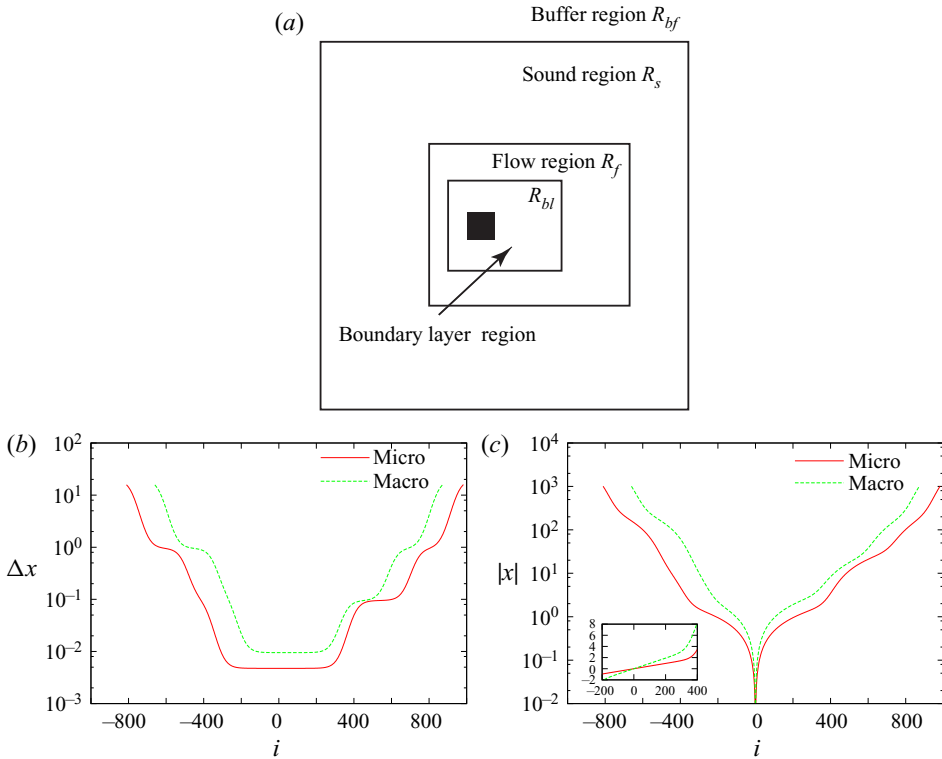 (a)
Buffer region R_bf
Sound region R_s
Flow region R_f
R_bl
Boundary layer region
(b)
10^2
10^1
10^0
10^–1
10^–2
10^–3
Δx
Micro
Macro
–800 –400 0 400 800
i
(c)
10^4
10^3
10^2
10^1
10^0
10^–1
10^–2
|x|
Micro
Macro
8
6
4
2
0
–2
–200 0 200 400
–800 –400 0 400 800
i